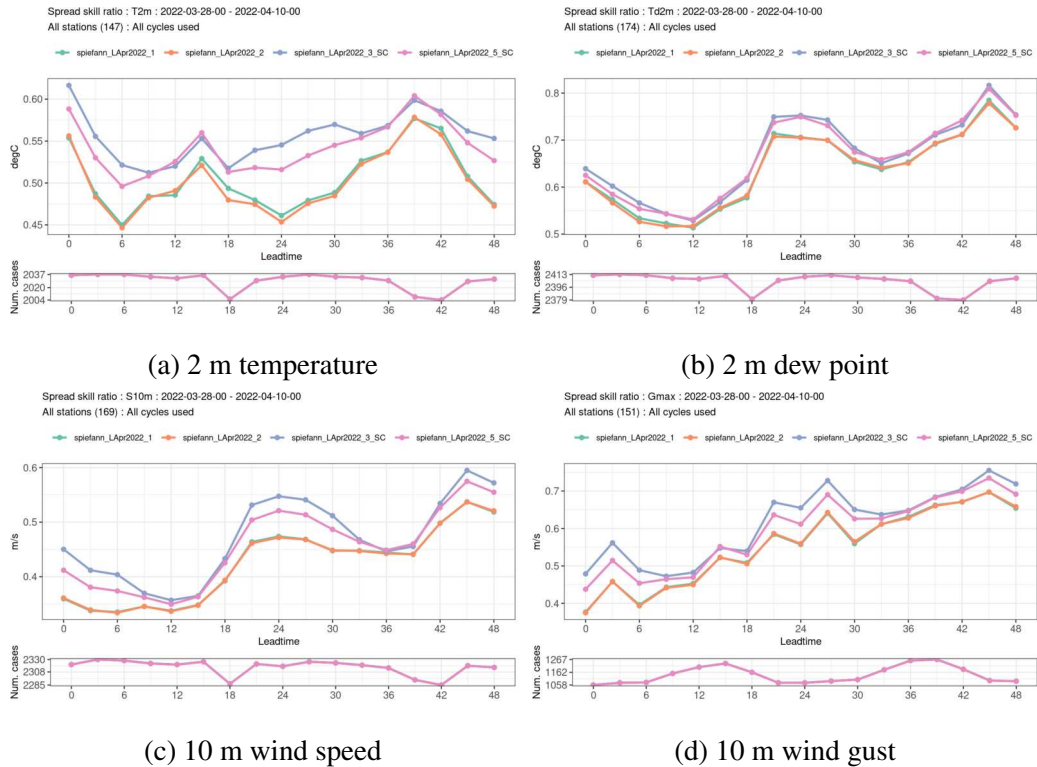 Spread skill ratio : T2m : 2022-03-28-00 - 2022-04-10-00
All stations (147) : All cycles used
spiefann_LApr2022_1 spiefann_LApr2022_2 spiefann_LApr2022_3_SC spiefann_LApr2022_5_SC
degC
0.60
0.55
0.50
0.45
0 6 12 18 24 30 36 42 48
Leadtime
Num. cases
2037
2020
2004
0 6 12 18 24 30 36 42 48
(a) 2 m temperature
Spread skill ratio : Td2m : 2022-03-28-00 - 2022-04-10-00
All stations (174) : All cycles used
spiefann_LApr2022_1 spiefann_LApr2022_2 spiefann_LApr2022_3_SC spiefann_LApr2022_5_SC
degC
0.8
0.7
0.6
0.5
0 6 12 18 24 30 36 42 48
Leadtime
Num. cases
2413
2396
2379
0 6 12 18 24 30 36 42 48
(b) 2 m dew point
Spread skill ratio : S10m : 2022-03-28-00 - 2022-04-10-00
All stations (169) : All cycles used
spiefann_LApr2022_1 spiefann_LApr2022_2 spiefann_LApr2022_3_SC spiefann_LApr2022_5_SC
m/s
0.6
0.5
0.4
0 6 12 18 24 30 36 42 48
Leadtime
Num. cases
2330
2308
2285
0 6 12 18 24 30 36 42 48
(c) 10 m wind speed
Spread skill ratio : Gmax : 2022-03-28-00 - 2022-04-10-00
All stations (151) : All cycles used
spiefann_LApr2022_1 spiefann_LApr2022_2 spiefann_LApr2022_3_SC spiefann_LApr2022_5_SC
m/s
0.7
0.6
0.5
0.4
0 6 12 18 24 30 36 42 48
Leadtime
Num. cases
1267
1162
1058
0 6 12 18 24 30 36 42 48
(d) 10 m wind gust